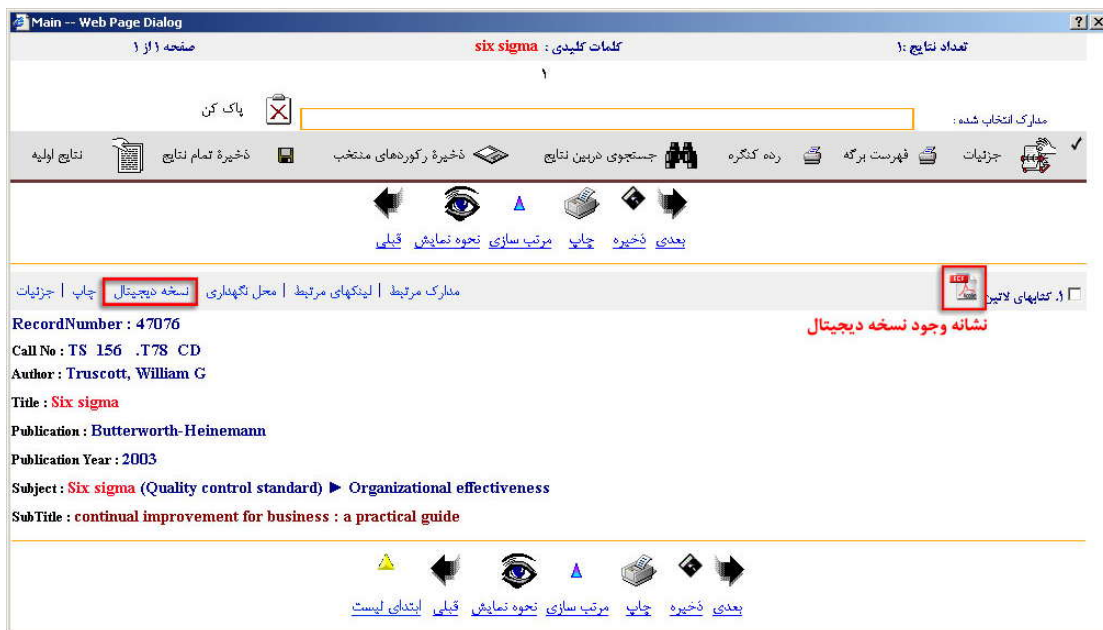 Main -- Web Page Dialog
تعداد نتایج :۱ کلمات کلیدی : six sigma صفحه ۱ از ۱
۱
مدارک انتخاب شده : پاک کن
جزئیات فهرست برگه رده کنگره جستجوی دربین نتایج ذخیرۀ رکوردهای منتخب ذخیرۀ تمام نتایج نتایج اولیه
بعدی ذخیره چاپ مرتب سازی نحوه نمایش قبلی
۱. کتابهای لاتین مدارک مرتبط | لینکهای مرتبط | محل نگهداری نسخه دیجیتال چاپ | جزئیات
نشانه وجود نسخه دیجیتال
RecordNumber : 47076
Call No : TS 156 .T78 CD
Author : Truscott, William G
Title : Six sigma
Publication : Butterworth-Heinemann
Publication Year : 2003
Subject : Six sigma (Quality control standard) ► Organizational effectiveness
SubTitle : continual improvement for business : a practical guide
بعدی ذخیره چاپ مرتب سازی نحوه نمایش قبلی ابتدای لیست